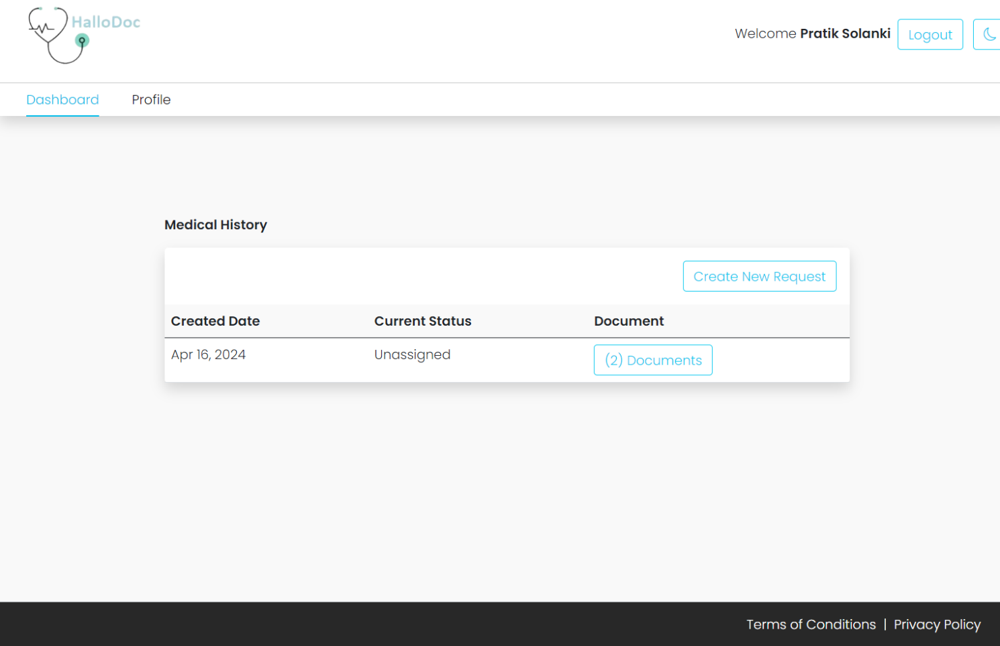 HalloDoc
Welcome Pratik Solanki Logout
Dashboard Profile
Medical History
Create New Request
Created Date Current Status Document
Apr 16, 2024 Unassigned (2) Documents
Terms of Conditions | Privacy Policy